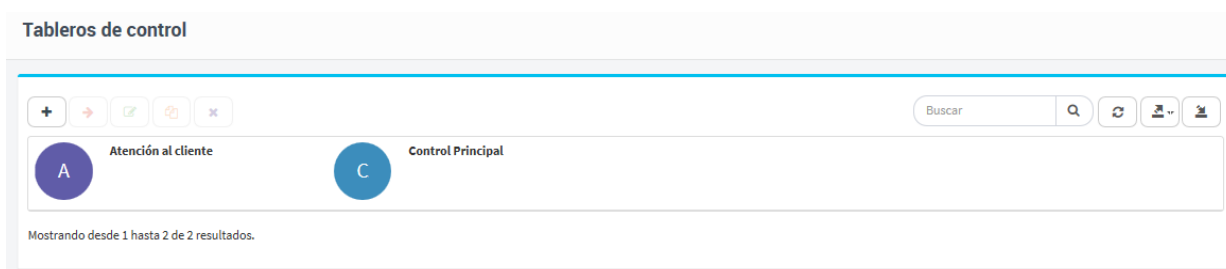 Tableros de control
Buscar
A Atención al cliente C Control Principal
Mostrando desde 1 hasta 2 de 2 resultados.